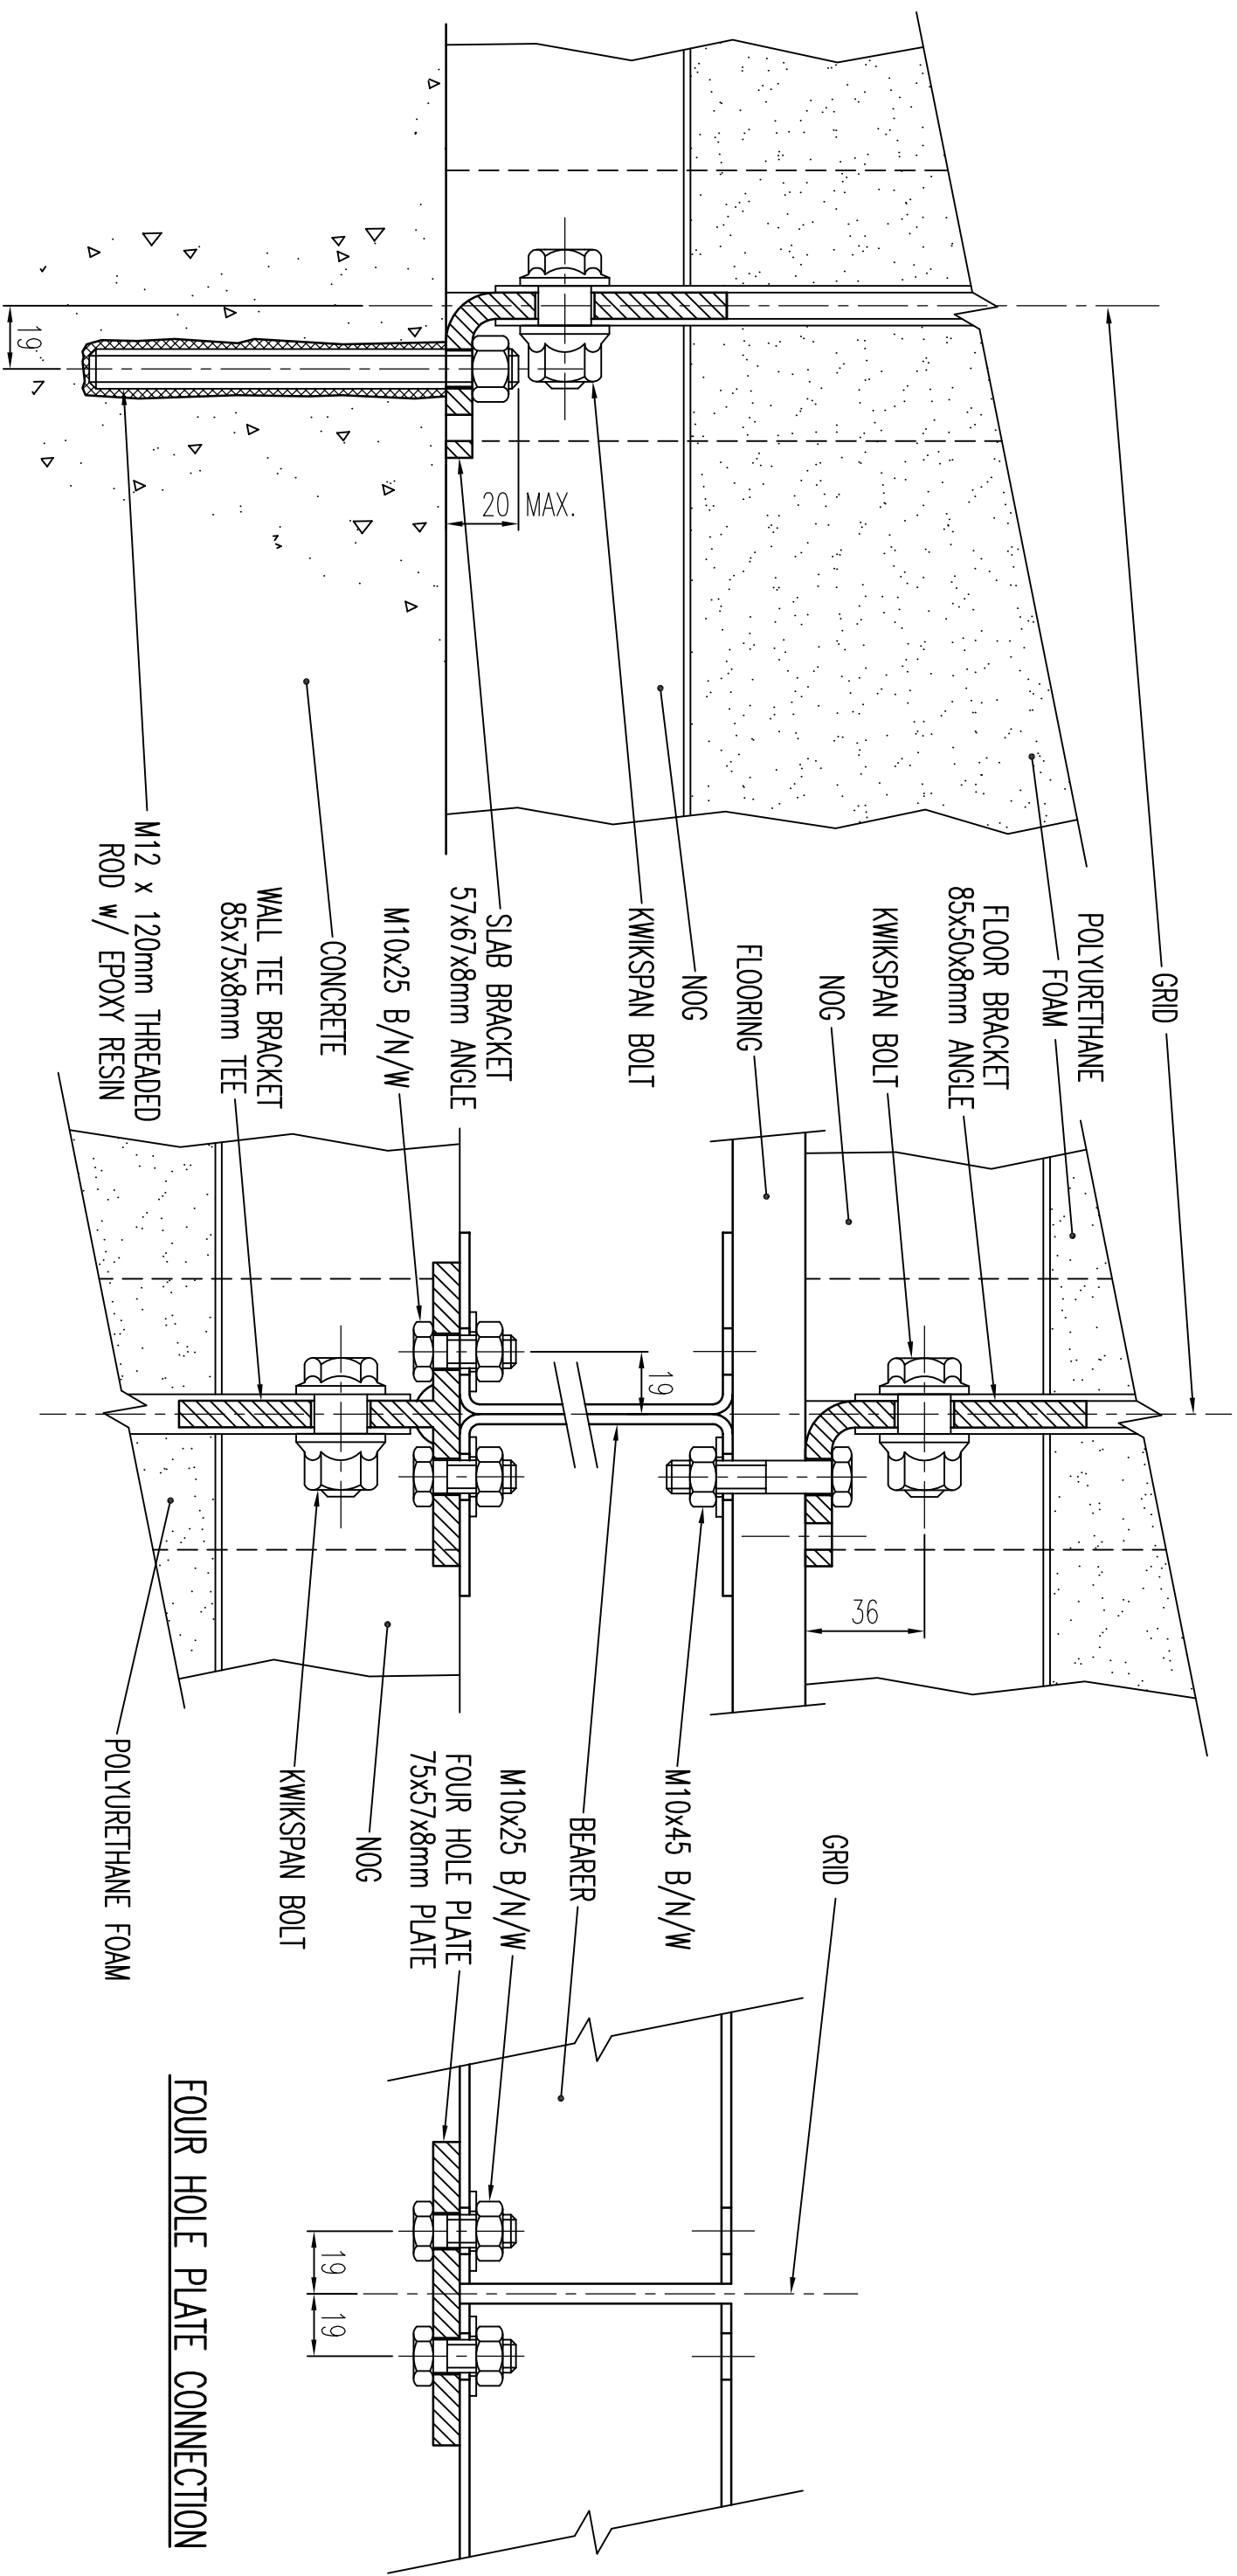 GRID
POLYURETHANE
FOAM
FLOOR BRACKET
85x50x8mm ANGLE
KWIKSPAN BOLT
NOG
FLOORING
NOG
KWIKSPAN BOLT
SLAB BRACKET
57x67x8mm ANGLE
M10x25 B/N/W
CONCRETE
WALL TEE BRACKET
85x75x8mm TEE
M12 x 120mm THREADED
ROD w/ EPOXY RESIN
20 MAX.
19
19
36
GRID
M10x45 B/N/W
BEARER
M10x25 B/N/W
FOUR HOLE PLATE
75x57x8mm PLATE
NOG
KWIKSPAN BOLT
POLYURETHANE FOAM
19
19
FOUR HOLE PLATE CONNECTION